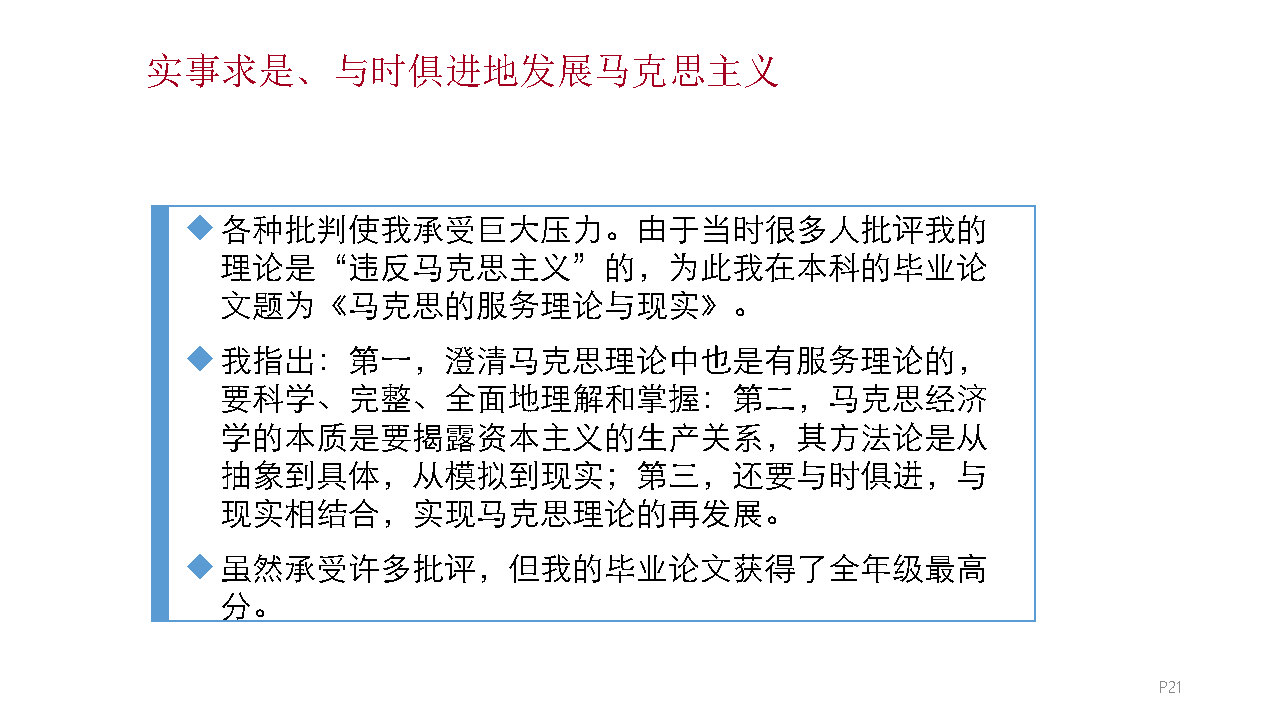 实事求是、与时俱进地发展马克思主义
◆各种批判使我承受巨大压力。由于当时很多人批评我的
理论是“违反马克思主义”的，为此我在本科的毕业论
文题为《马克思的服务理论与现实》。
◆我指出：第一，澄清马克思理论中也是有服务理论的，
要科学、完整、全面地理解和掌握：第二，马克思经济
学的本质是要揭露资本主义的生产关系，其方法论是从
抽象到具体，从模拟到现实；第三，还要与时俱进，与
现实相结合，实现马克思理论的再发展。
◆虽然承受许多批评，但我的毕业论文获得了全年级最高
分。
P21